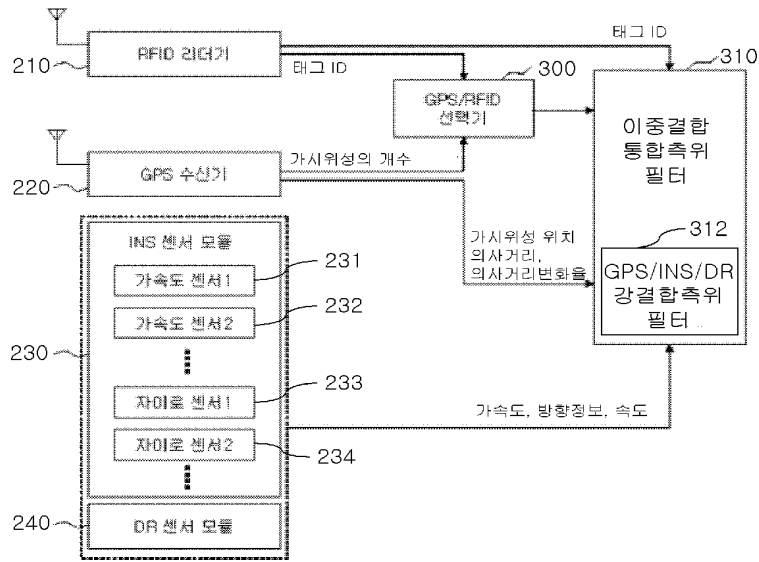 태그 ID
210
RFID 리더기
태그 ID
300
310
GPS/RFID
선택기
이중결합
통합측위
필터
220
GPS 수신기
가시위성의 개수
INS 센서 모듈
가시위성 위치
의사거리,
의사거리변화율
312
GPS/INS/DR
강결합측위
필터
230
가속도 센서1
231
가속도 센서2
232
자이로 센서1
233
자이로 센서2
234
가속도, 방향정보, 속도
240
DR 센서 모듈